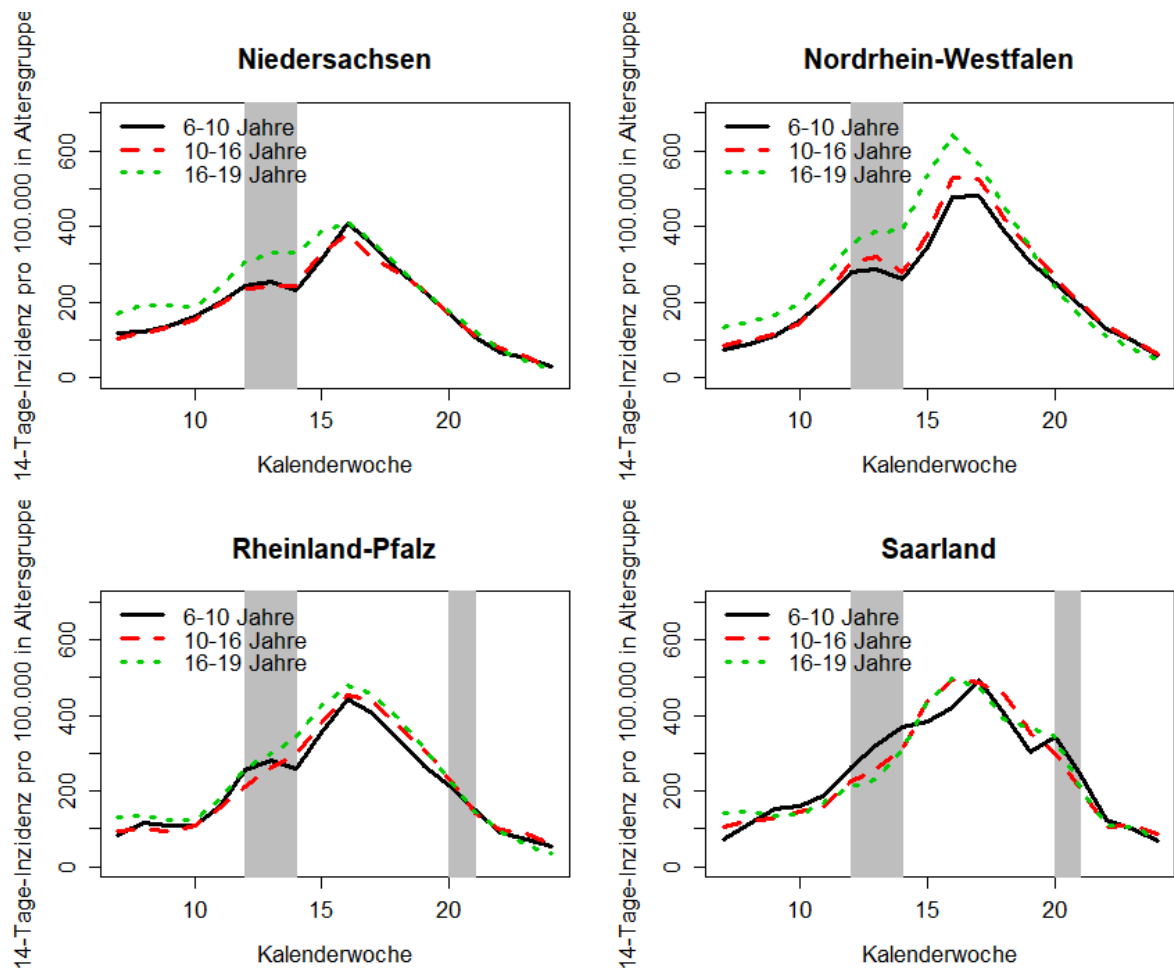 Niedersachsen
14-Tage-Inzidenz pro 100.000 in Altersgruppe
6-10 Jahre
10-16 Jahre
16-19 Jahre
0 200 400 600
10 15 20
Kalenderwoche
Nordrhein-Westfalen
14-Tage-Inzidenz pro 100.000 in Altersgruppe
6-10 Jahre
10-16 Jahre
16-19 Jahre
0 200 400 600
10 15 20
Kalenderwoche
Rheinland-Pfalz
14-Tage-Inzidenz pro 100.000 in Altersgruppe
6-10 Jahre
10-16 Jahre
16-19 Jahre
0 200 400 600
10 15 20
Kalenderwoche
Saarland
14-Tage-Inzidenz pro 100.000 in Altersgruppe
6-10 Jahre
10-16 Jahre
16-19 Jahre
0 200 400 600
10 15 20
Kalenderwoche